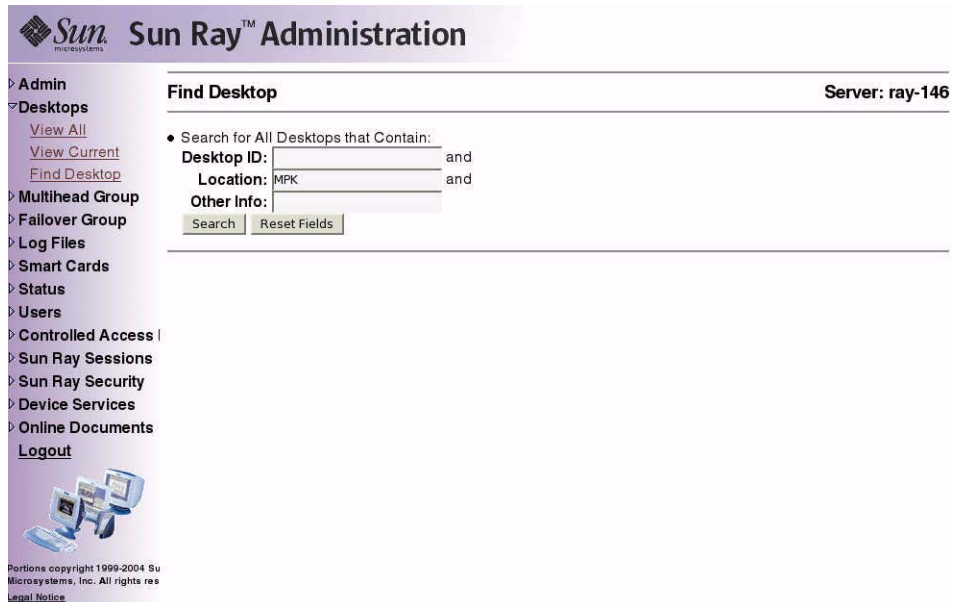 Sun microsystems Sun Ray™ Administration
Admin
Desktops
View All
View Current
Find Desktop
Multihead Group
Failover Group
Log Files
Smart Cards
Status
Users
Controlled Access
Sun Ray Sessions
Sun Ray Security
Device Services
Online Documents
Logout
Portions copyright 1999-2004 Su
Microsystems, Inc. All rights res
Legal Notice
Find Desktop Server: ray-146
• Search for All Desktops that Contain:
Desktop ID: and
Location: MPK and
Other Info:
Search Reset Fields